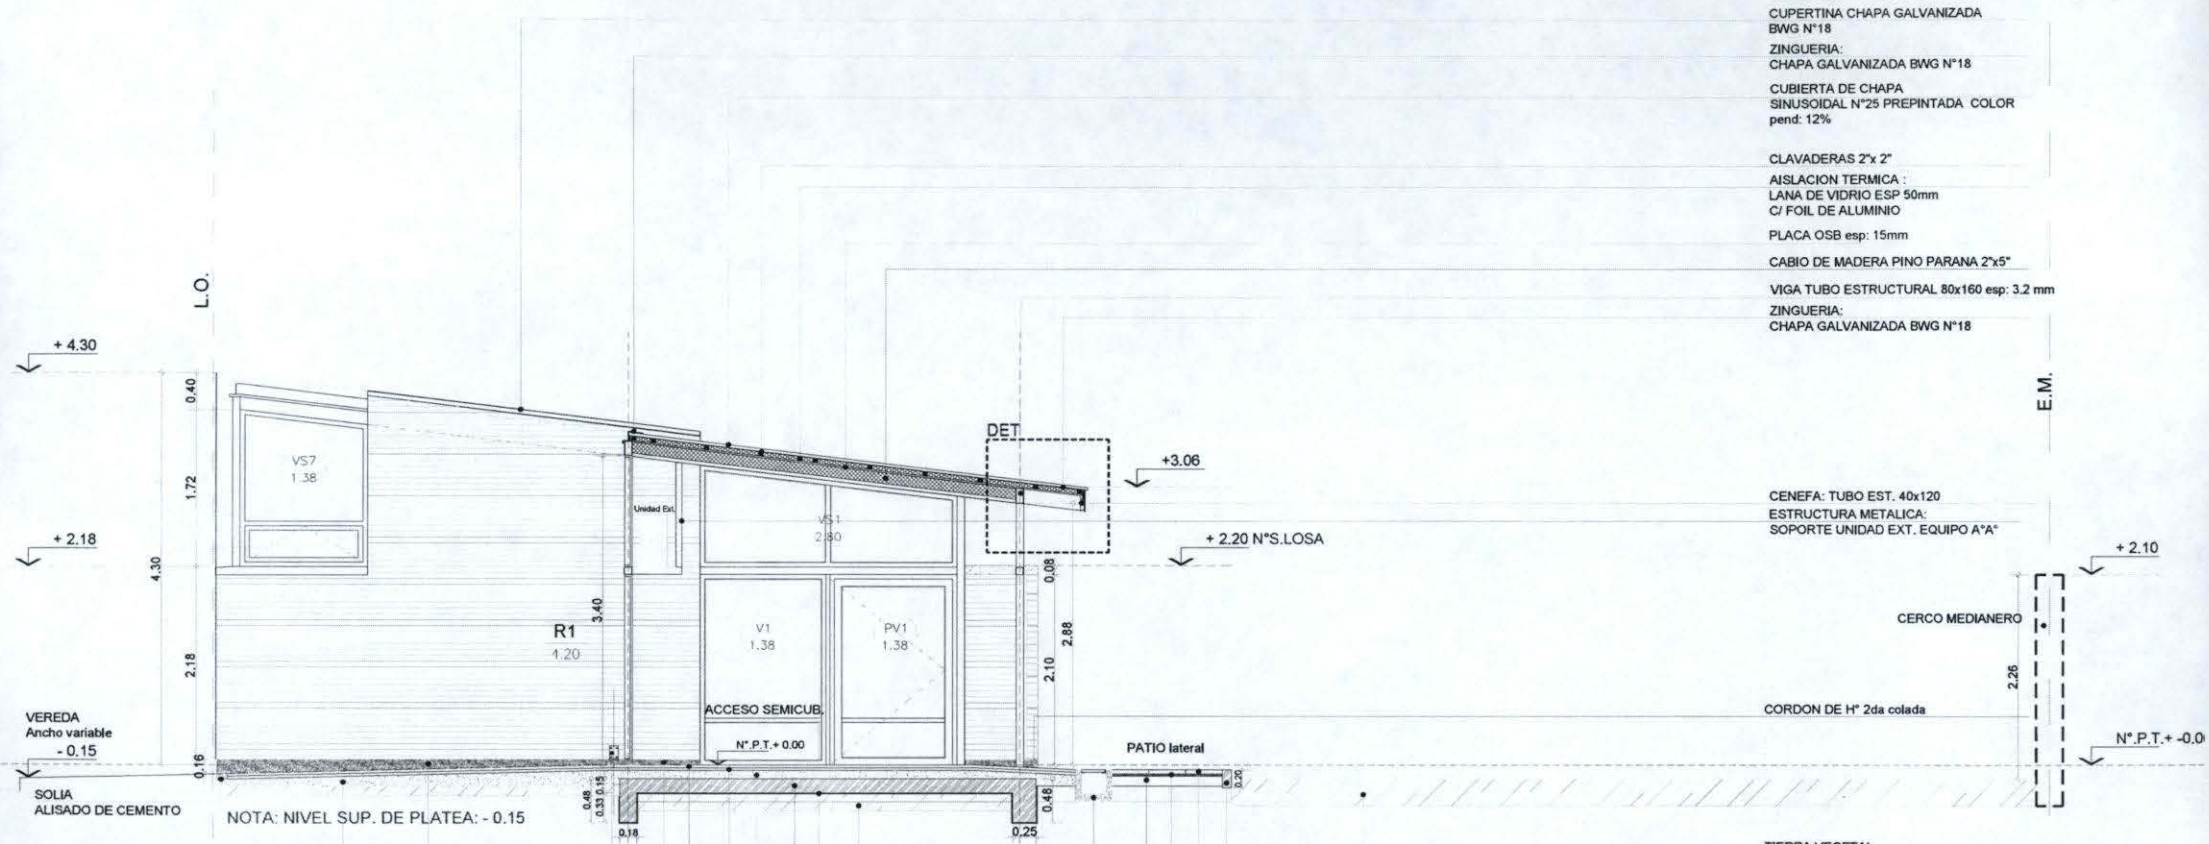 CUPERTINA CHAPA GALVANIZADA
BWG N°18
ZINGUERIA:
CHAPA GALVANIZADA BWG N°18
CUBIERTA DE CHAPA
SINUSOIDAL N°25 PREPINTADA COLOR
pend: 12%
CLAVADERAS 2"x 2"
AISLACION TERMICA :
LANA DE VIDRIO ESP 50mm
C/ FOIL DE ALUMINIO
PLACA OSB esp: 15mm
CABIO DE MADERA PINO PARANA 2"x5"
VIGA TUBO ESTRUCTURAL 80x160 esp: 3.2 mm
ZINGUERIA:
CHAPA GALVANIZADA BWG N°18
L.O.
E.M.
+ 4.30
0.40
DET
VS7
1.38
+3.06
1.72
Unidad Ext.
VS1
2.80
CENEFA: TUBO EST. 40x120
ESTRUCTURA METALICA:
SOPORTE UNIDAD EXT. EQUIPO A°A°
+ 2.18
+ 2.20 N°S.LOSA
+ 2.10
4.30
0.08
3.40
CERCO MEDIANERO
R1
4.20
V1
1.38
PV1
1.38
2.88
2.18
2.10
2.26
ACCESO SEMICUB.
CORDON DE H° 2da colada
VEREDA
Ancho variable
- 0.15
N°.P.T.+ 0.00
PATIO lateral
N°.P.T.+ -0.0
0.16
SOLIA
ALISADO DE CEMENTO
0.48
0.33
0.15
0.48
0.20
NOTA: NIVEL SUP. DE PLATEA: - 0.15
0.18
0.25